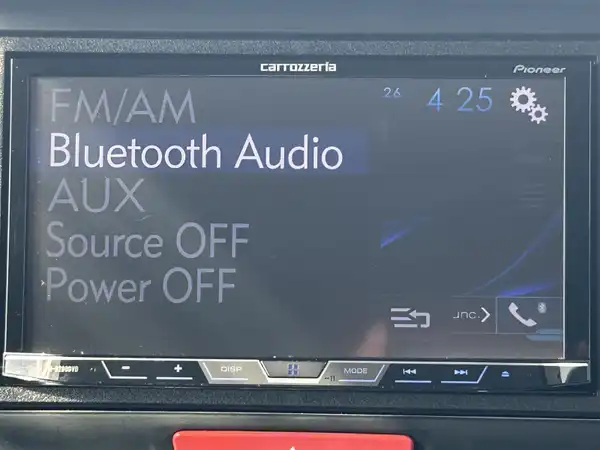 carrozzeria
Pioneer
FM/AM
26 4 25
Bluetooth Audio
AUX
Source OFF
Power OFF
DISP
MODE